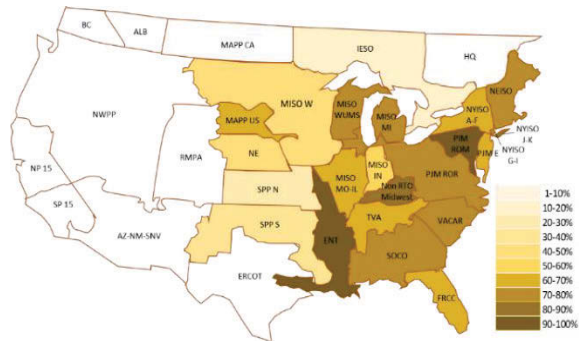 BC
ALB
MAPP CA
IESO
HQ
NWPP
MISO W
MAPP US
MISO
WUMS
MISO
MI
NEISO
NYISO
A-F
NYISO
J-K
NYISO
G-I
PJM
ROM
PJM E
RMPA
NE
MISO
IN
MISO
MO-IL
Non RTO
Midwest
PJM ROR
NP 15
SP 15
SPP N
TVA
VACAR
AZ-NM-SNV
SPP S
ENT
SOCO
ERCOT
FRCC
1-10%
10-20%
20-30%
30-40%
40-50%
50-60%
60-70%
70-80%
80-90%
90-100%